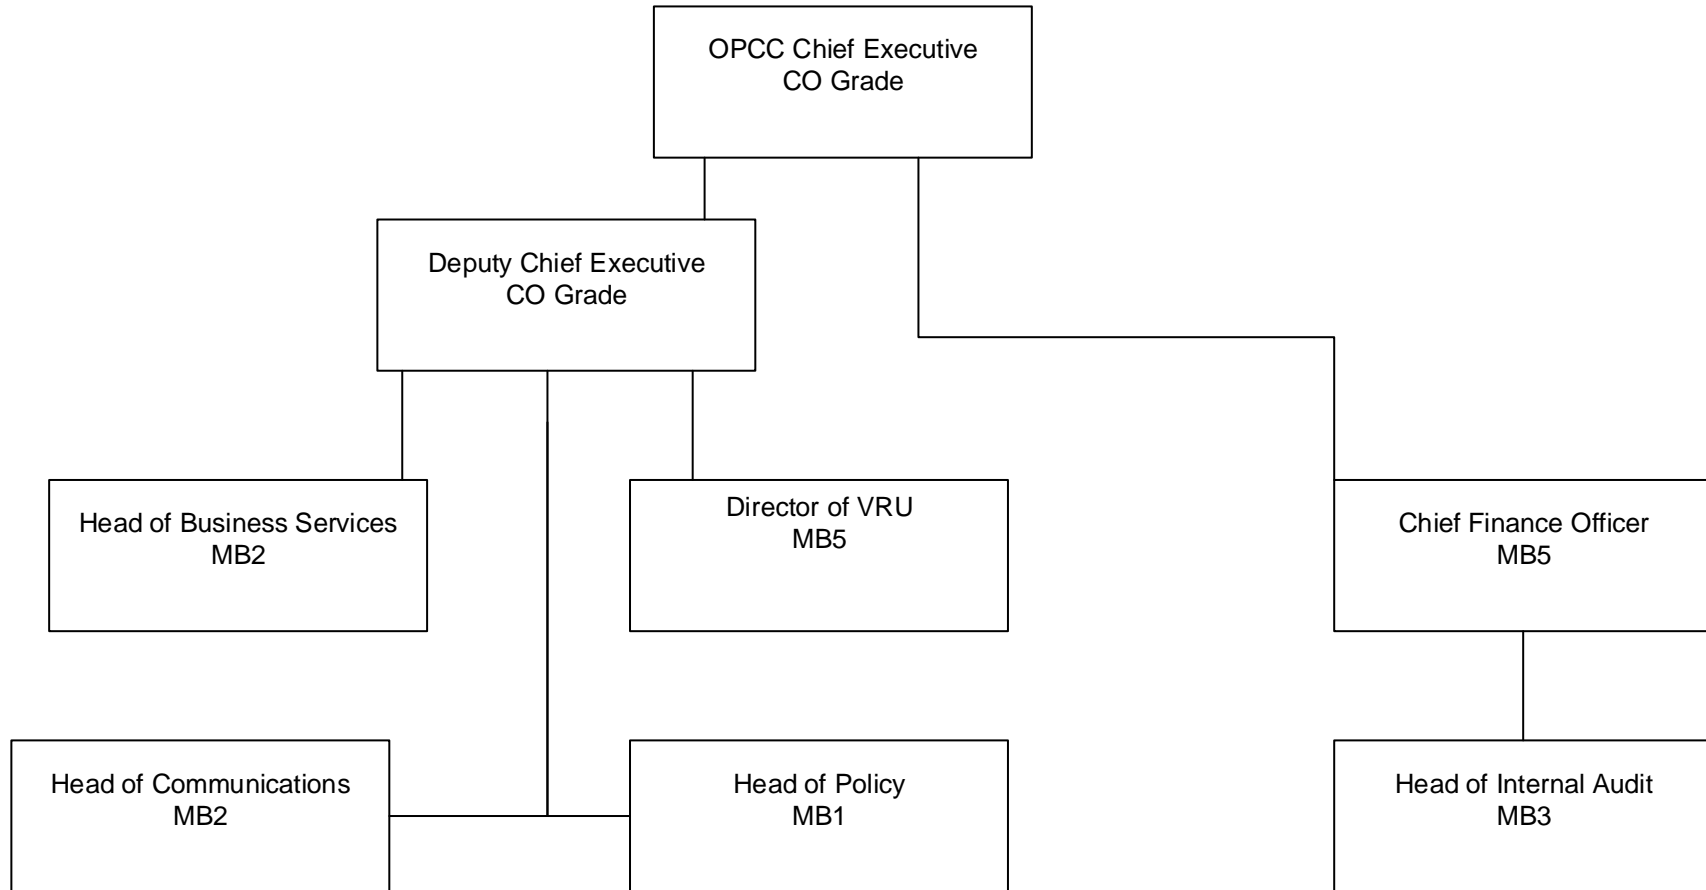 OPCC Chief Executive
CO Grade
Deputy Chief Executive
CO Grade
Head of Business Services
MB2
Director of VRU
MB5
Chief Finance Officer
MB5
Head of Communications
MB2
Head of Policy
MB1
Head of Internal Audit
MB3